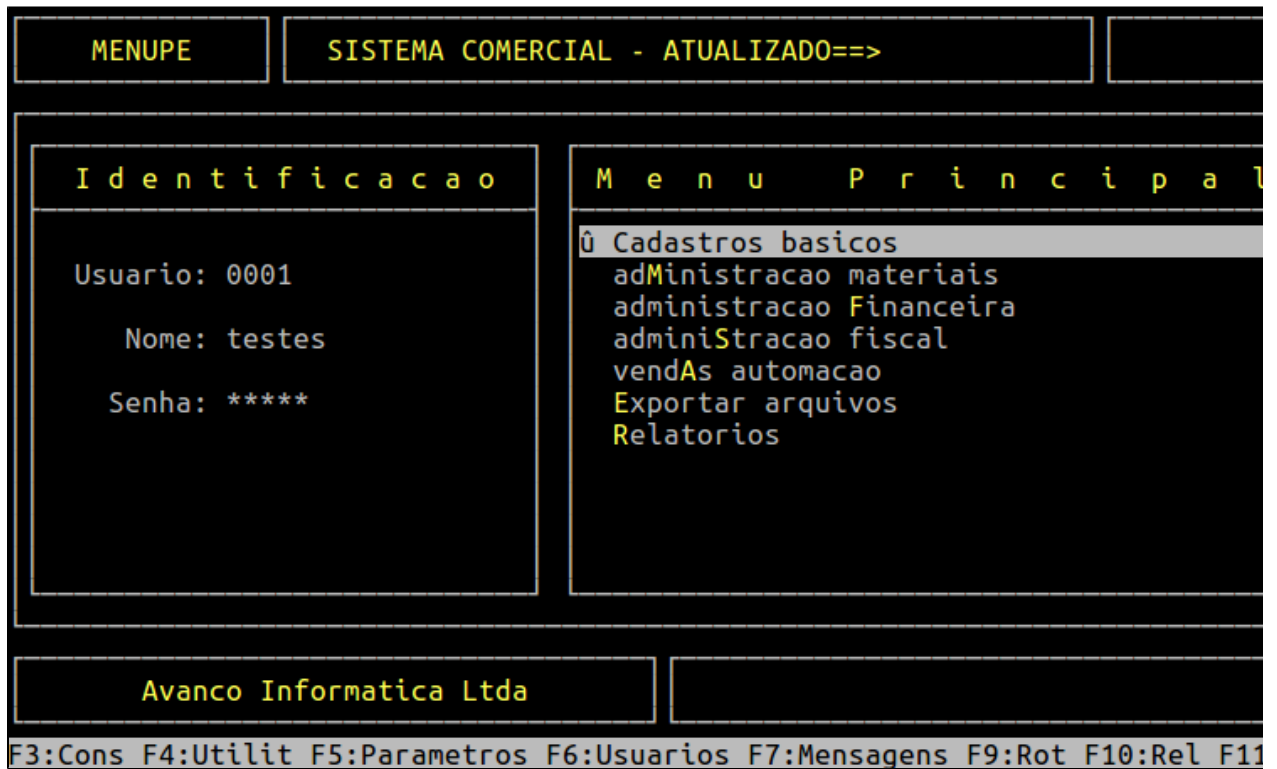 MENUPE
SISTEMA COMERCIAL - ATUALIZADO==>
I d e n t i f i c a c a o
Usuario: 0001
Nome: testes
Senha: *****
M e n u P r i n c i p a l
û Cadastros basicos
adMinistracao materiais
administracao Financeira
adminiStracao fiscal
vendAs automacao
Exportar arquivos
Relatorios
Avanco Informatica Ltda
F3:Cons F4:Utilit F5:Parametros F6:Usuarios F7:Mensagens F9:Rot F10:Rel F11